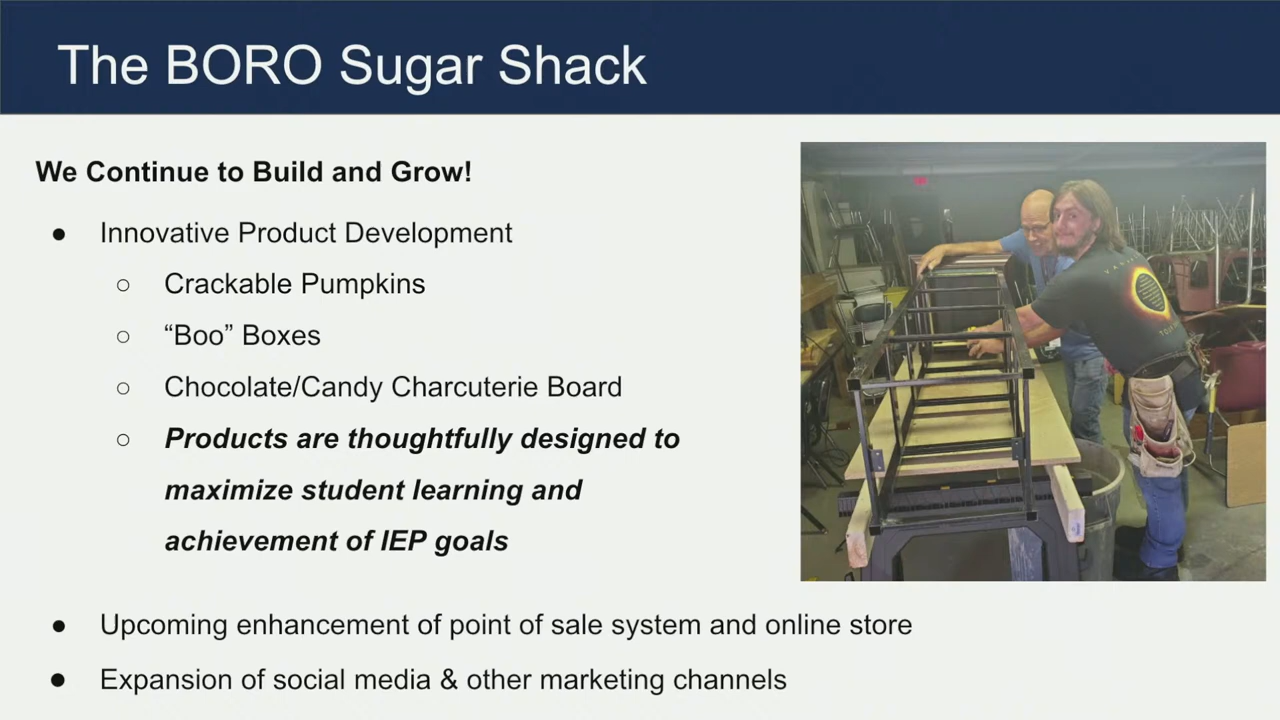 The BORO Sugar Shack
We Continue to Build and Grow!
● Innovative Product Development
○ Crackable Pumpkins
○ “Boo” Boxes
○ Chocolate/Candy Charcuterie Board
○ Products are thoughtfully designed to
maximize student learning and
achievement of IEP goals
● Upcoming enhancement of point of sale system and online store
● Expansion of social media & other marketing channels